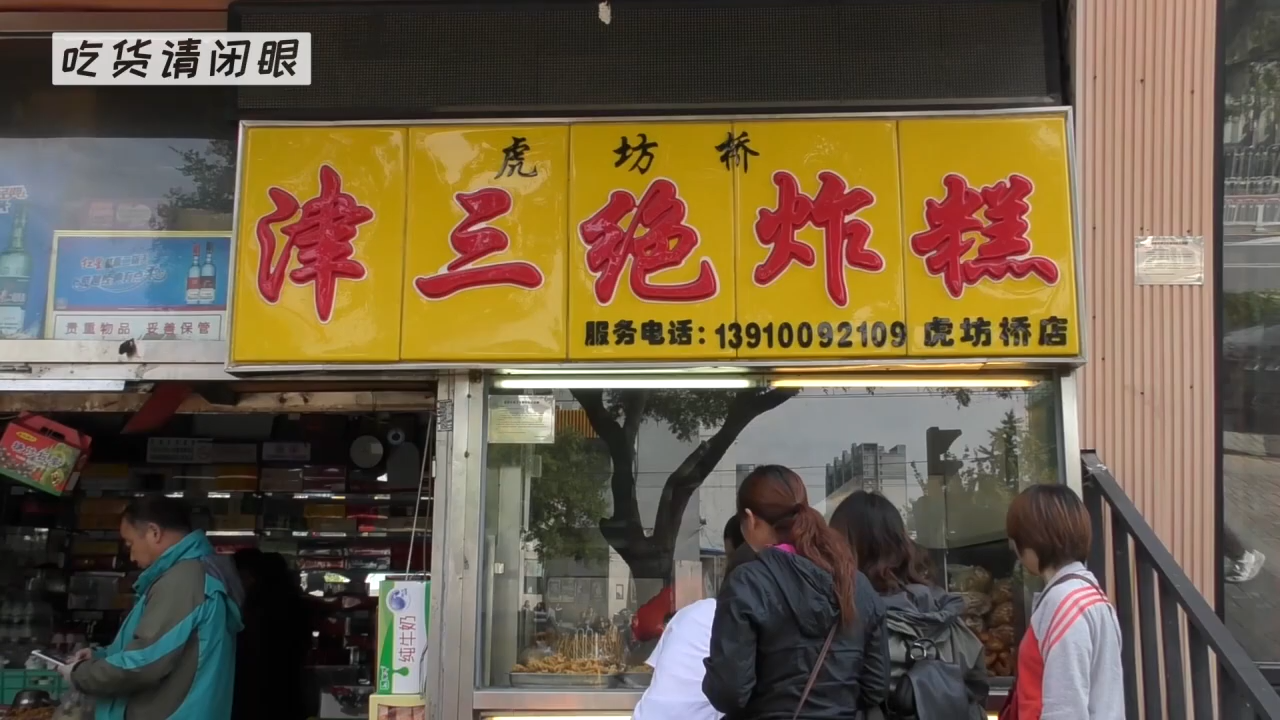 吃货请闭眼
虎坊桥
津三绝炸糕
服务电话：13910092109 虎坊桥店
贵重物品 妥善保管
纯牛奶